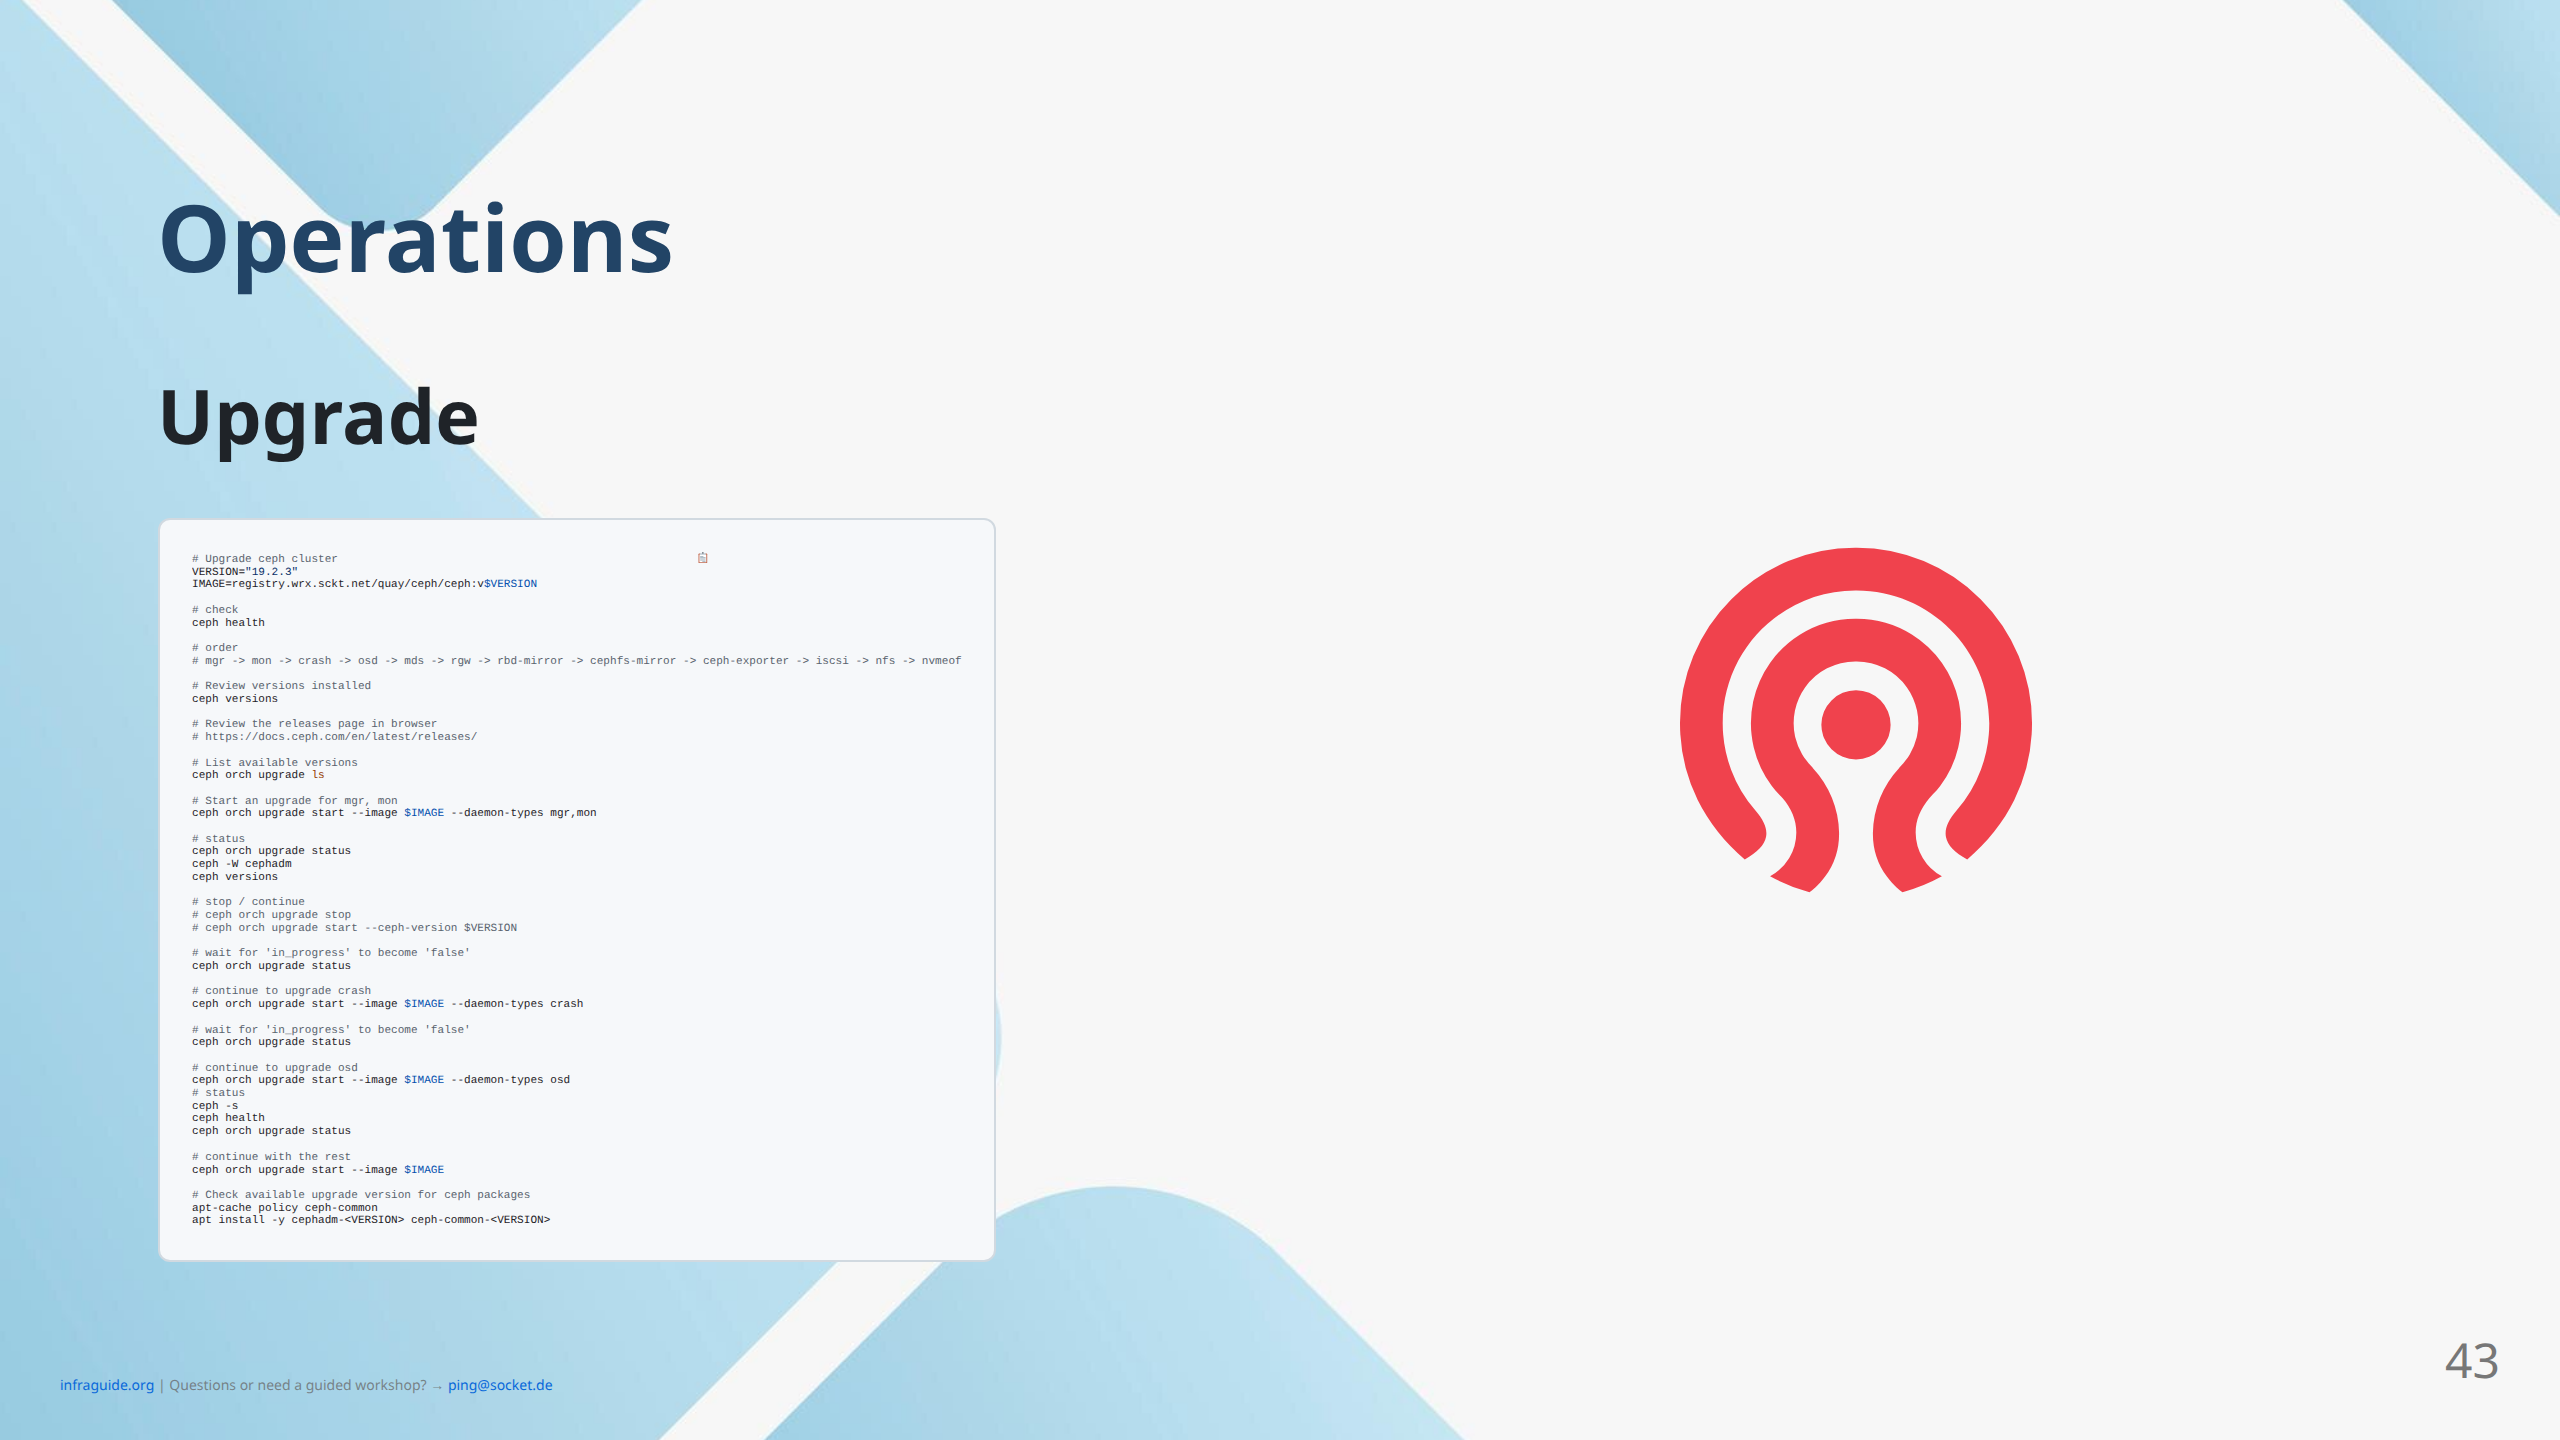 Operations
Upgrade
# Upgrade ceph cluster
VERSION="19.2.3"
IMAGE=registry.wrx.sckt.net/quay/ceph/ceph:v$VERSION
# check
ceph health
# order
# mgr -> mon -> crash -> osd -> mds -> rgw -> rbd-mirror -> cephfs-mirror -> ceph-exporter -> iscsi -> nfs -> nvmeof
# Review versions installed
ceph versions
# Review the releases page in browser
# https://docs.ceph.com/en/latest/releases/
# List available versions
ceph orch upgrade ls
# Start an upgrade for mgr, mon
ceph orch upgrade start --image $IMAGE --daemon-types mgr,mon
# status
ceph orch upgrade status
ceph -W cephadm
ceph versions
# stop / continue
# ceph orch upgrade stop
# ceph orch upgrade start --ceph-version $VERSION
# wait for 'in_progress' to become 'false'
ceph orch upgrade status
# continue to upgrade crash
ceph orch upgrade start --image $IMAGE --daemon-types crash
# wait for 'in_progress' to become 'false'
ceph orch upgrade status
# continue to upgrade osd
ceph orch upgrade start --image $IMAGE --daemon-types osd
# status
ceph -s
ceph health
ceph orch upgrade status
# continue with the rest
ceph orch upgrade start --image $IMAGE
# Check available upgrade version for ceph packages
apt-cache policy ceph-common
apt install -y cephadm-<VERSION> ceph-common-<VERSION>
infraguide.org | Questions or need a guided workshop? → ping@socket.de
43